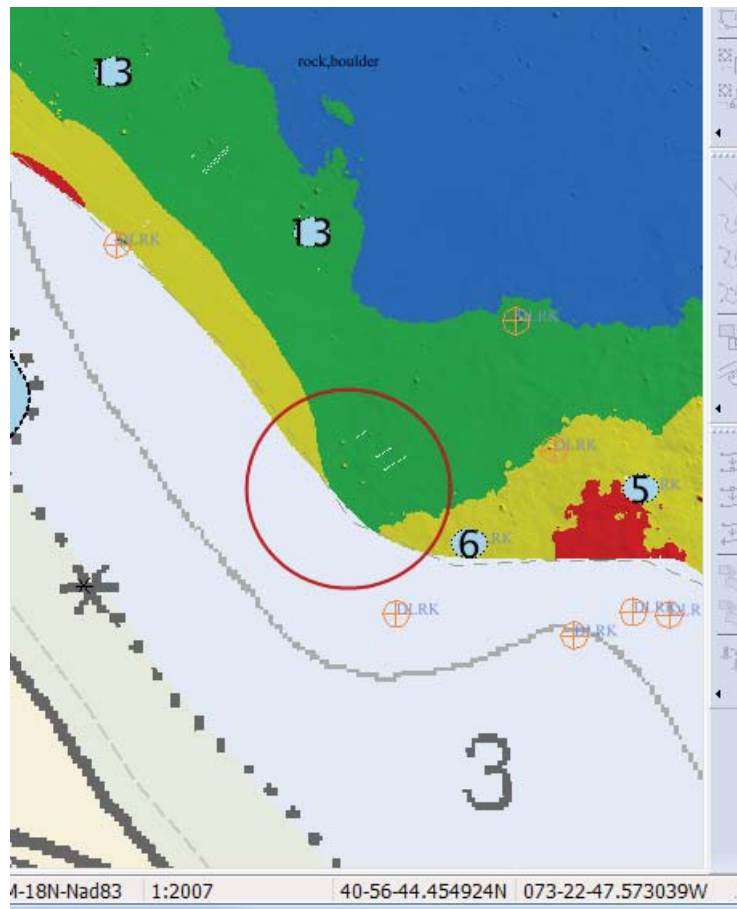 13
rock,boulder
13
DLRK
DLRK
DLRK
5 RK
6 RK
DLRK
DLRK DLR
DLRK
3
M-18N-Nad83 1:2007 40-56-44.454924N 073-22-47.573039W